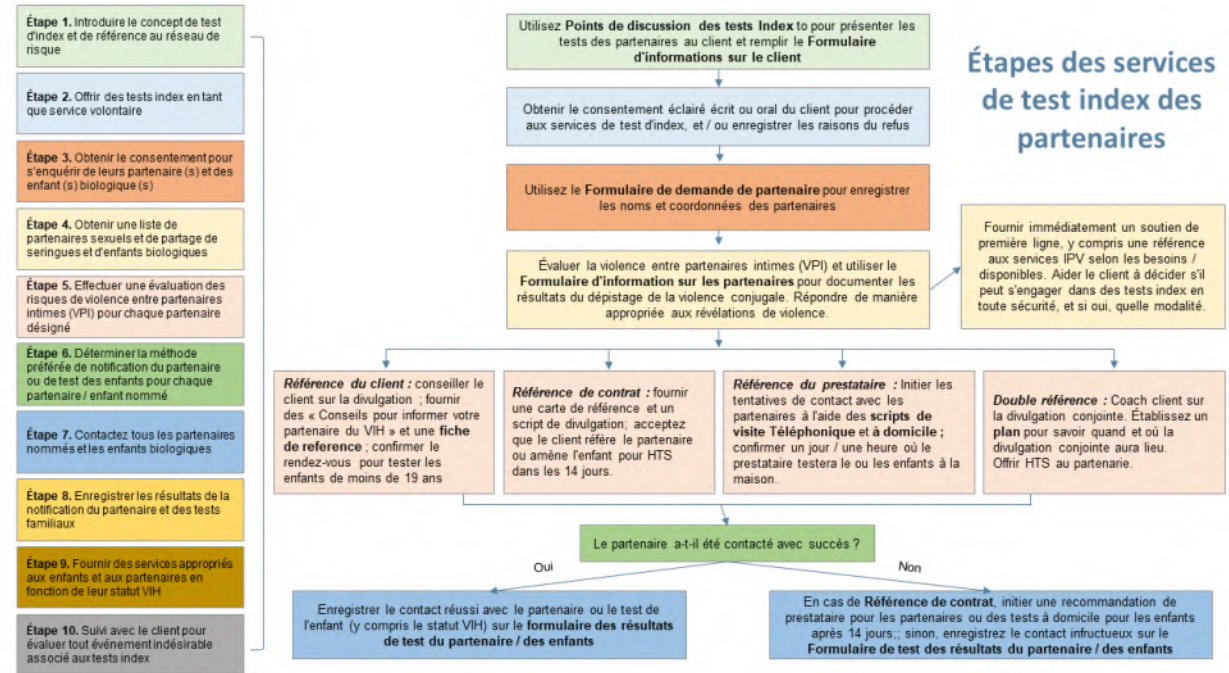 Étape 1. Introduire le concept de test
d'index et de référence au réseau de
risque
Étape 2. Offrir des tests index en tant
que service volontaire
Étape 3. Obtenir le consentement pour
s'enquérir de leurs partenaire (s) et des
enfant (s) biologique (s)
Étape 4. Obtenir une liste de
partenaires sexuels et de partage de
seringues et d'enfants biologiques
Étape 5. Effectuer une évaluation des
risques de violence entre partenaires
intimes (VPI) pour chaque partenaire
désigné
Étape 6. Déterminer la méthode
préférée de notification du partenaire
ou de test des enfants pour chaque
partenaire / enfant nommé
Étape 7. Contactez tous les partenaires
nommés et les enfants biologiques
Étape 8. Enregistrer les résultats de la
notification du partenaire et des tests
familiaux
Étape 9. Fournir des services appropriés
aux enfants et aux partenaires en
fonction de leur statut VIH
Étape 10. Suivi avec le client pour
évaluer tout événement indésirable
associé aux tests index
Utilisez Points de discussion des tests Index to pour présenter les
tests des partenaires au client et remplir le Formulaire
d'informations sur le client
Étapes des services
de test index des
partenaires
Obtenir le consentement éclairé écrit ou oral du client pour procéder
aux services de test d'index, et / ou enregistrer les raisons du refus
Utilisez le Formulaire de demande de partenaire pour enregistrer
les noms et coordonnées des partenaires
Évaluer la violence entre partenaires intimes (VPI) et utiliser le
Formulaire d'information sur les partenaires pour documenter les
résultats du dépistage de la violence conjugale. Répondre de manière
appropriée aux révélations de violence.
Fournir immédiatement un soutien de
première ligne, y compris une référence
aux services IPV selon les besoins /
disponibles. Aider le client à décider s'il
peut s'engager dans des tests index en
toute sécurité, et si oui, quelle modalité.
Référence du client : conseiller le
client sur la divulgation ; fournir
des « Conseils pour informer votre
partenaire du VIH » et une fiche
de reference ; confirmer le
rendez-vous pour tester les
enfants de moins de 19 ans
Référence de contrat : fournir
une carte de référence et un
script de divulgation; acceptez
que le client réfère le partenaire
ou amène l'enfant pour HTS
dans les 14 jours.
Référence du prestataire : Initier les
tentatives de contact avec les
partenaires à l'aide des scripts de
visite Téléphonique et à domicile ;
confirmer un jour / une heure où le
prestataire testera le ou les enfants à la
maison.
Double référence : Coach client sur
la divulgation conjointe. Établissez un
plan pour savoir quand et où la
divulgation conjointe aura lieu.
Offrir HTS au partenarie.
Le partenaire a-t-il été contacté avec succès ?
Oui
Non
Enregistrer le contact réussi avec le partenaire ou le test de
l'enfant (y compris le statut VIH) sur le formulaire des résultats
de test du partenaire / des enfants
En cas de Référence de contrat, initier une recommandation de
prestataire pour les partenaires ou des tests à domicile pour les enfants
après 14 jours;; sinon, enregistrez le contact infructueux sur le
Formulaire de test des résultats du partenaire / des enfants